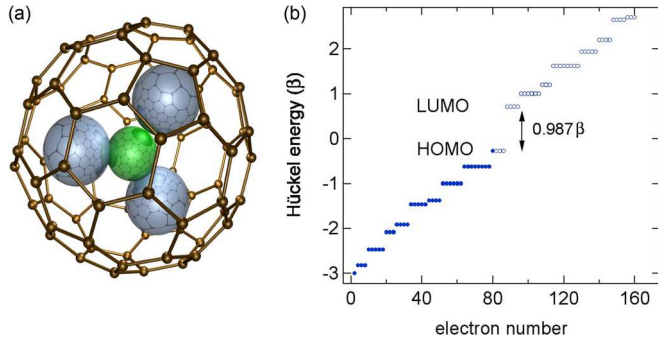 (a)
(b)
Hückel energy (β)
2
1
0
-1
-2
-3
LUMO
HOMO
0.987β
0
40
80
120
160
electron number